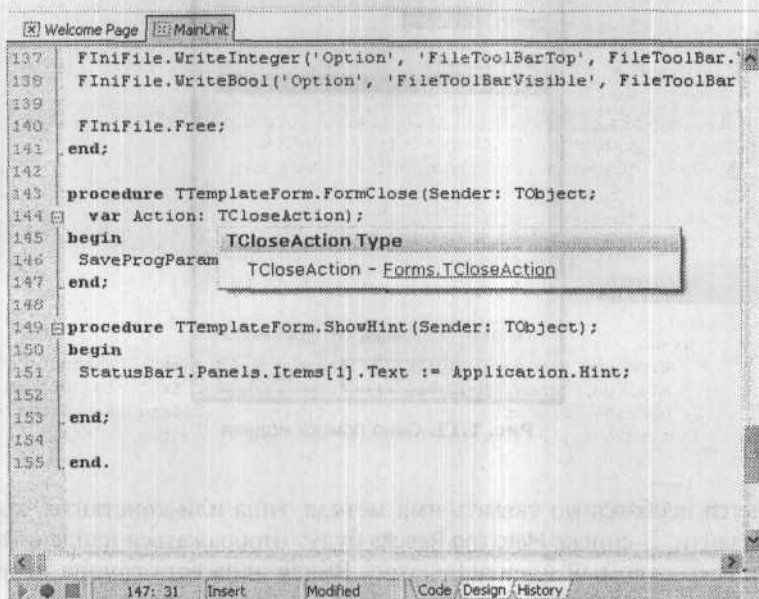 Welcome Page MainUnit
137 FIniFile.WriteInteger('Option', 'FileToolBarTop', FileToolBar.
138 FIniFile.WriteBool('Option', 'FileToolBarVisible', FileToolBar
139
140 FIniFile.Free;
141 end;
142
143 procedure TTemplateForm.FormClose(Sender: TObject;
144 var Action: TCloseAction);
145 begin
TCloseAction Type
146 SaveProgParam
TCloseAction - Forms.TCloseAction
147 end;
148
149 procedure TTemplateForm.ShowHint(Sender: TObject);
150 begin
151 StatusBar1.Panels.Items[1].Text := Application.Hint;
152
153 end;
154
155 end.
147: 31 Insert Modified Code Design History